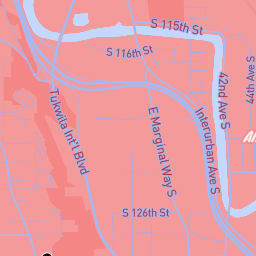 S 115th St
S 116th St
42nd Ave S
44th Ave S
Tukwila Int'l Blvd
E Marginal Way S
Interurban Ave S
S 126th St